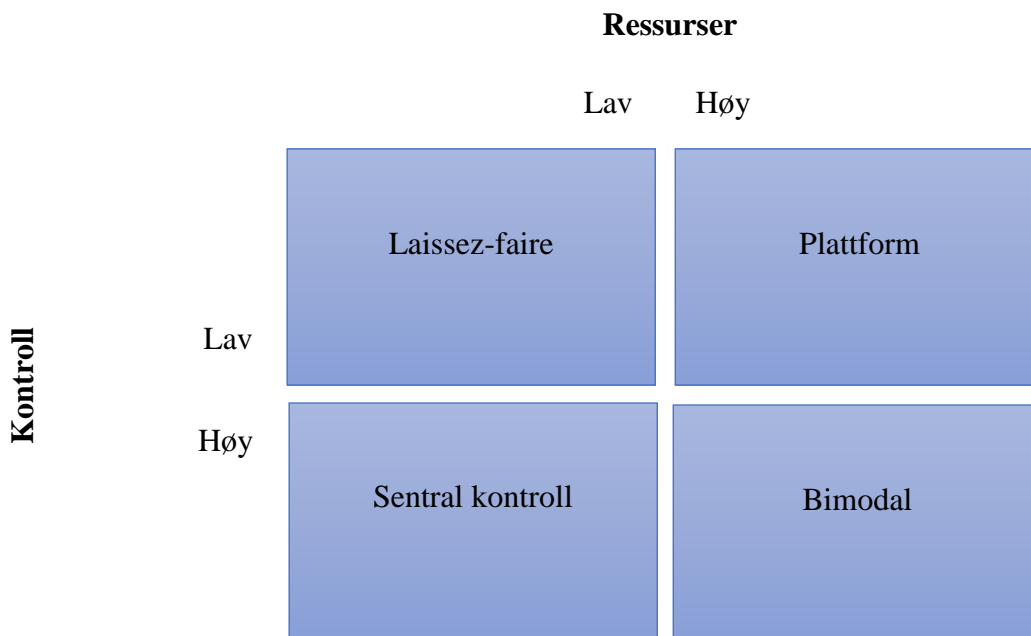 Ressurser
Lav Høy
Laissez-faire Plattform
Lav
Kontroll
Høy
Sentral kontroll Bimodal